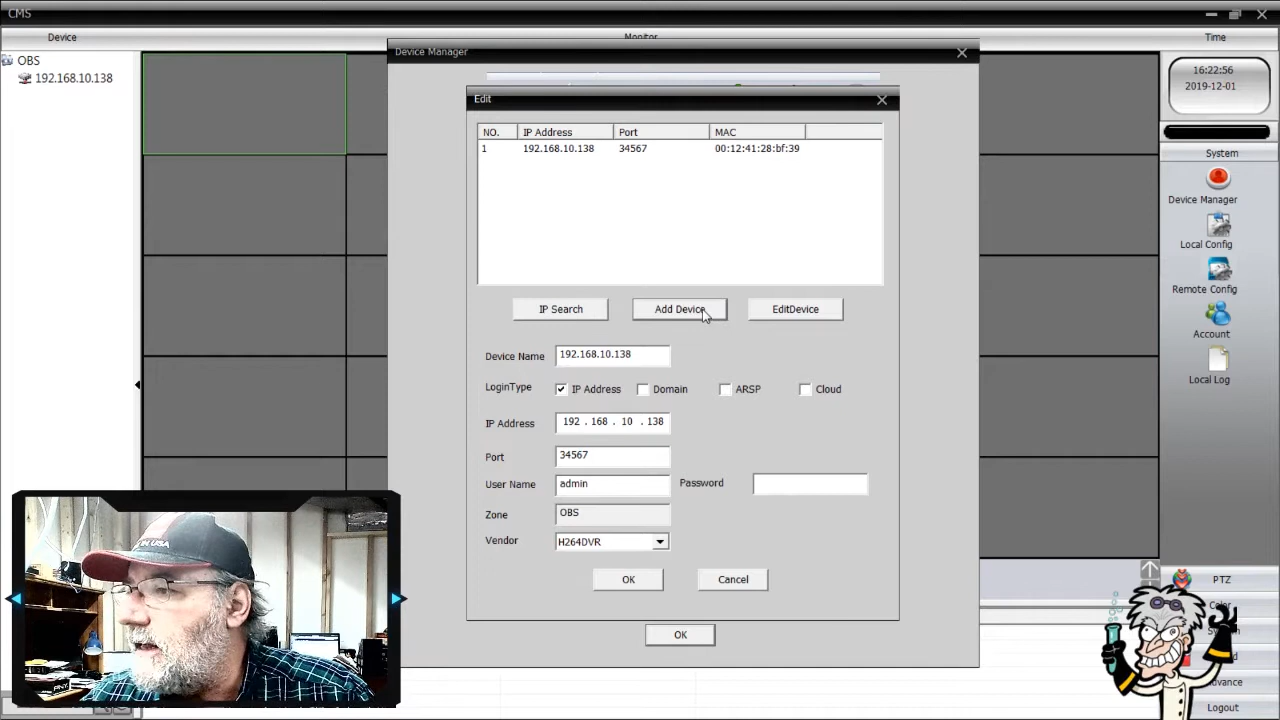 CMS
Device
Monitor
Time
OBS
192.168.10.138
Device Manager
Edit
NO. IP Address Port MAC
1 192.168.10.138 34567 00:12:41:28:bf:39
IP Search Add Device EditDevice
Device Name 192.168.10.138
LoginType IP Address Domain ARSP Cloud
IP Address 192 . 168 . 10 . 138
Port 34567
User Name admin Password
Zone OBS
Vendor H264DVR
OK Cancel
OK
16:22:56
2019-12-01
System
Device Manager
Local Config
Remote Config
Account
Local Log
PTZ
Color
Logout